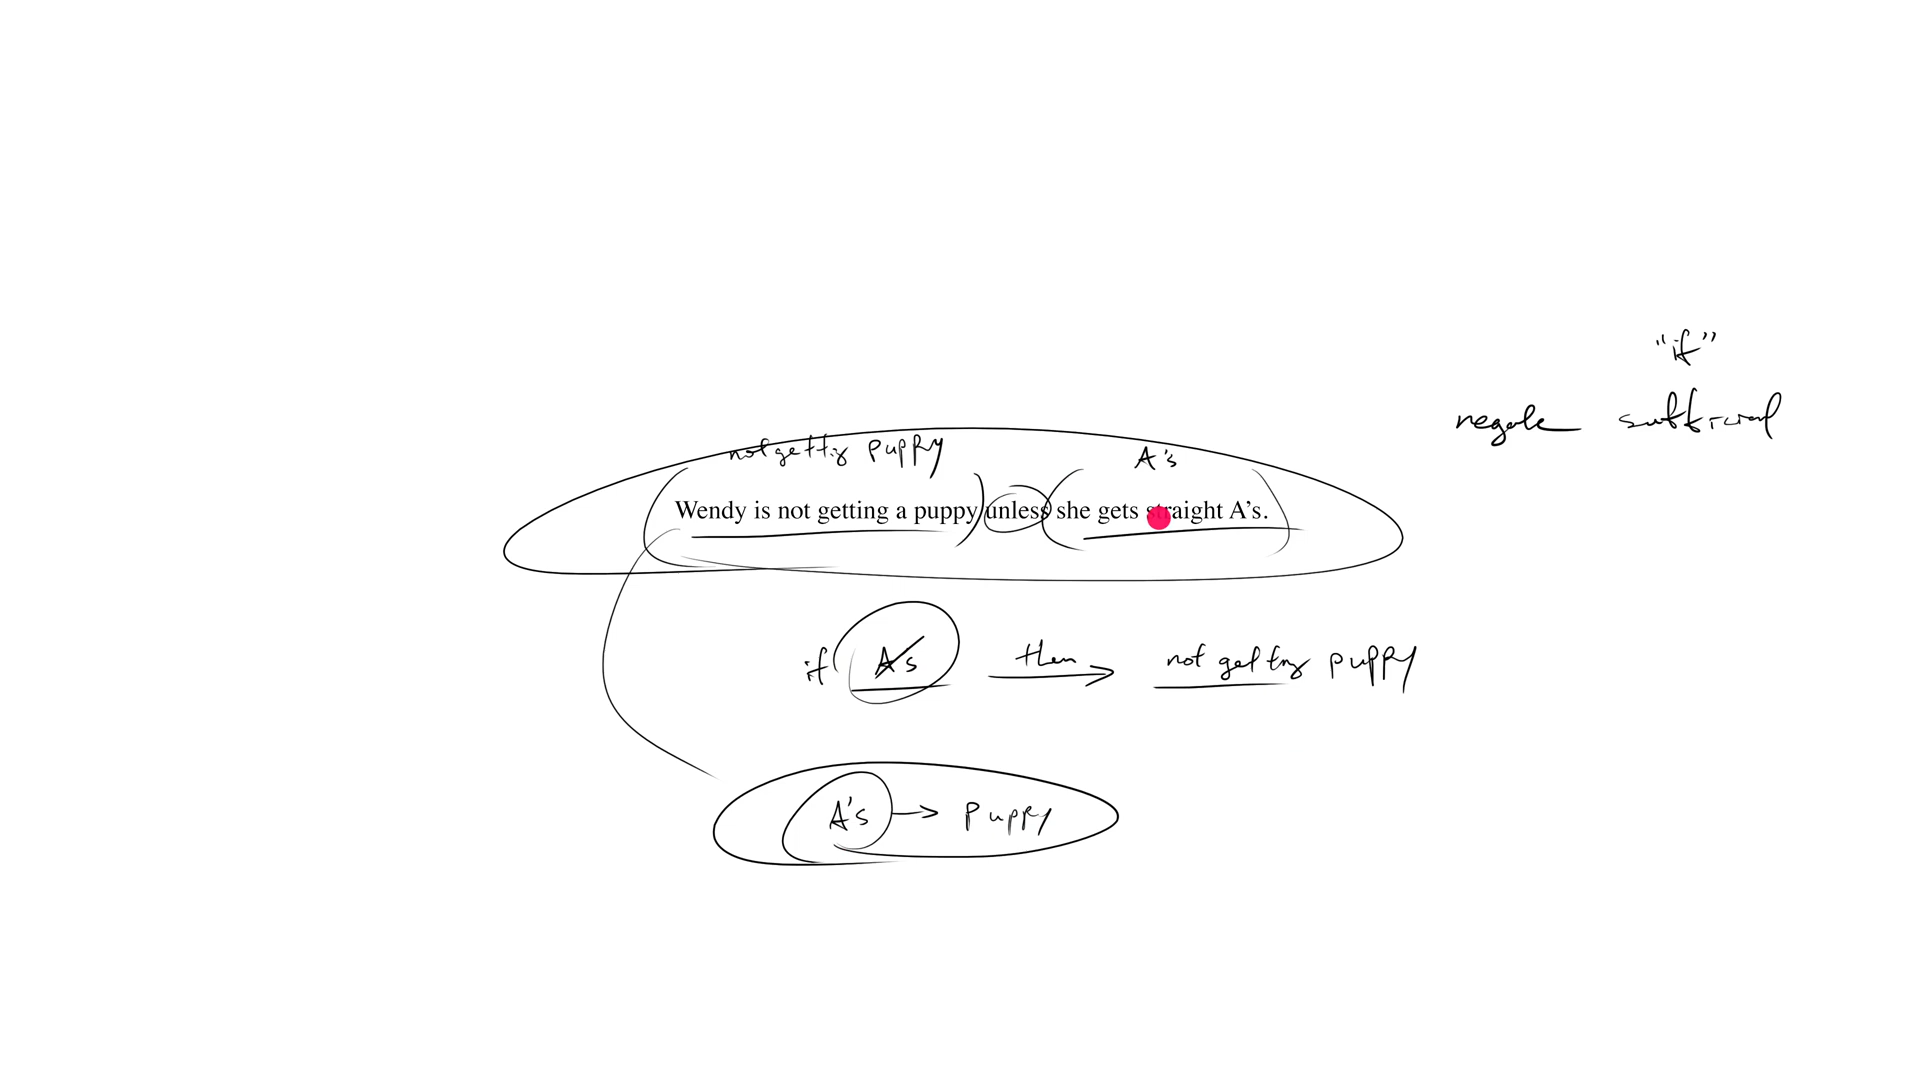 "if"
negate sufficient
not getting puppy A's
Wendy is not getting a puppy unless she gets straight A's.
if A's then not getting puppy
A's → puppy